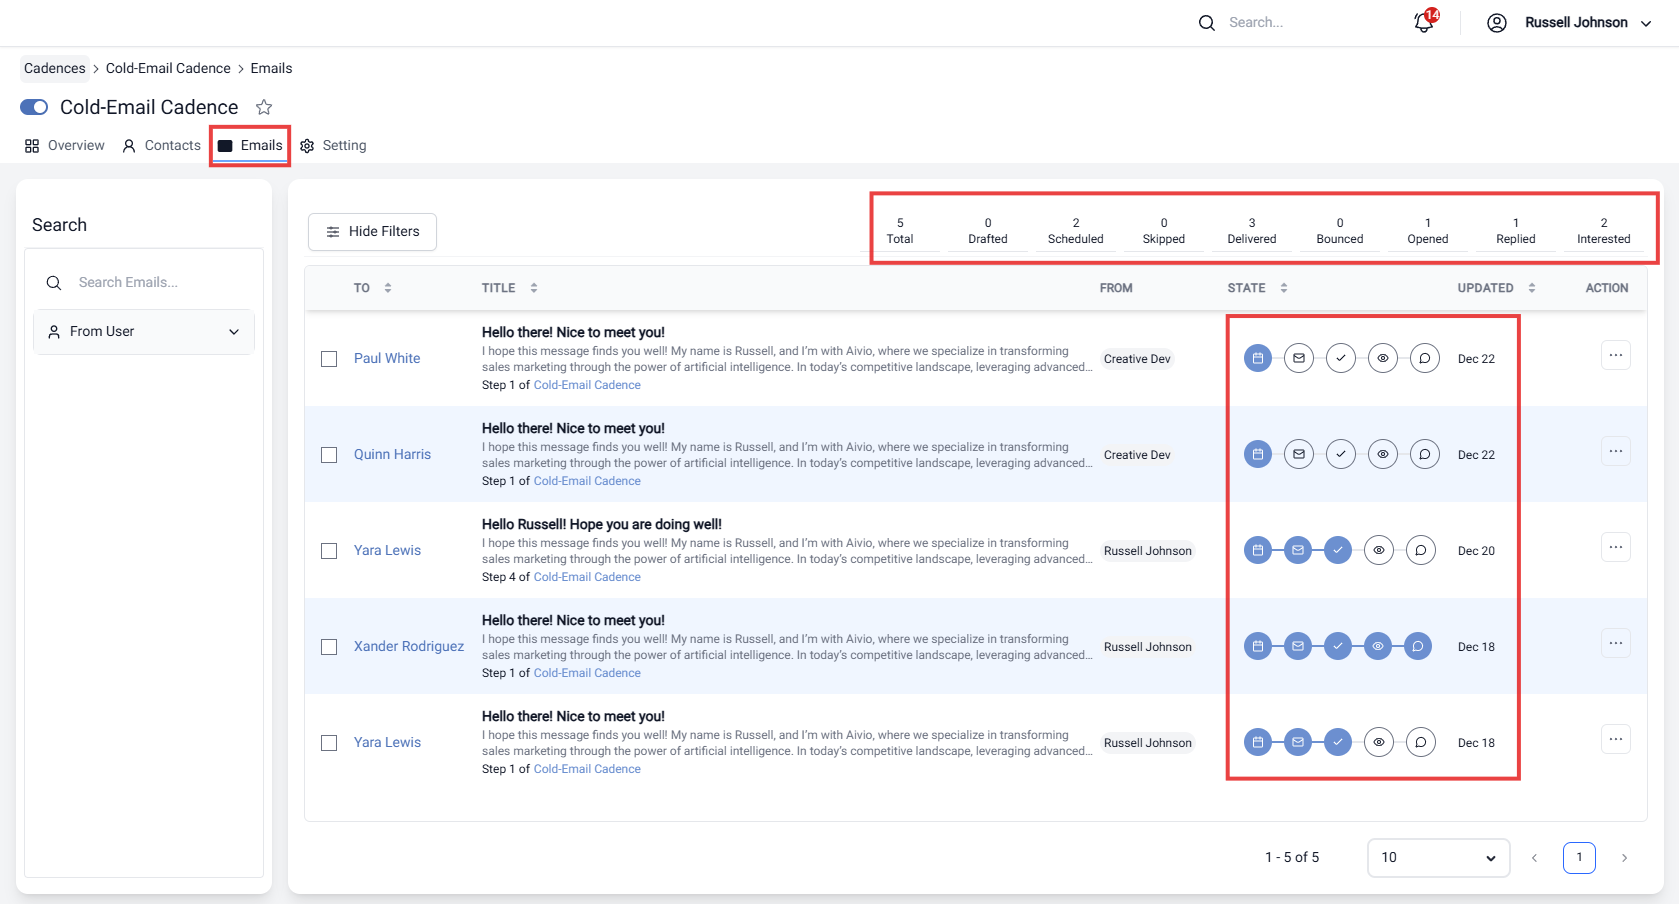 Search...
14
Russell Johnson
Cadences > Cold-Email Cadence > Emails
Cold-Email Cadence
Overview Contacts Emails Setting
Search
Search Emails...
From User
Hide Filters
5 0 2 0 3 0 1 1 2
Total Drafted Scheduled Skipped Delivered Bounced Opened Replied Interested
TO TITLE FROM STATE UPDATED ACTION
Hello there! Nice to meet you!
I hope this message finds you well! My name is Russell, and I'm with Aivio, where we specialize in transforming
Paul White Creative Dev Dec 22 ...
sales marketing through the power of artificial intelligence. In today's competitive landscape, leveraging advanced...
Step 1 of Cold-Email Cadence
Hello there! Nice to meet you!
I hope this message finds you well! My name is Russell, and I'm with Aivio, where we specialize in transforming
Quinn Harris Creative Dev Dec 22 ...
sales marketing through the power of artificial intelligence. In today's competitive landscape, leveraging advanced...
Step 1 of Cold-Email Cadence
Hello Russell! Hope you are doing well!
I hope this message finds you well! My name is Russell, and I'm with Aivio, where we specialize in transforming
Yara Lewis Russell Johnson Dec 20 ...
sales marketing through the power of artificial intelligence. In today's competitive landscape, leveraging advanced...
Step 4 of Cold-Email Cadence
Hello there! Nice to meet you!
I hope this message finds you well! My name is Russell, and I'm with Aivio, where we specialize in transforming
Xander Rodriguez Russell Johnson Dec 18 ...
sales marketing through the power of artificial intelligence. In today's competitive landscape, leveraging advanced...
Step 1 of Cold-Email Cadence
Hello there! Nice to meet you!
I hope this message finds you well! My name is Russell, and I'm with Aivio, where we specialize in transforming
Yara Lewis Russell Johnson Dec 18 ...
sales marketing through the power of artificial intelligence. In today's competitive landscape, leveraging advanced...
Step 1 of Cold-Email Cadence
1 - 5 of 5 10 < 1 >